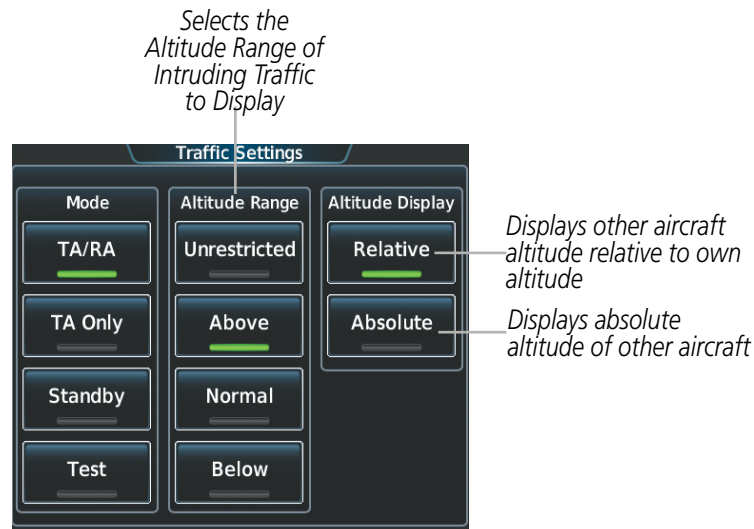 Selects the
Altitude Range of
Intruding Traffic
to Display
Traffic Settings
Mode
Altitude Range
Altitude Display
TA/RA
Unrestricted
Relative
Displays other aircraft
altitude relative to own
altitude
TA Only
Above
Absolute
Displays absolute
altitude of other aircraft
Standby
Normal
Test
Below